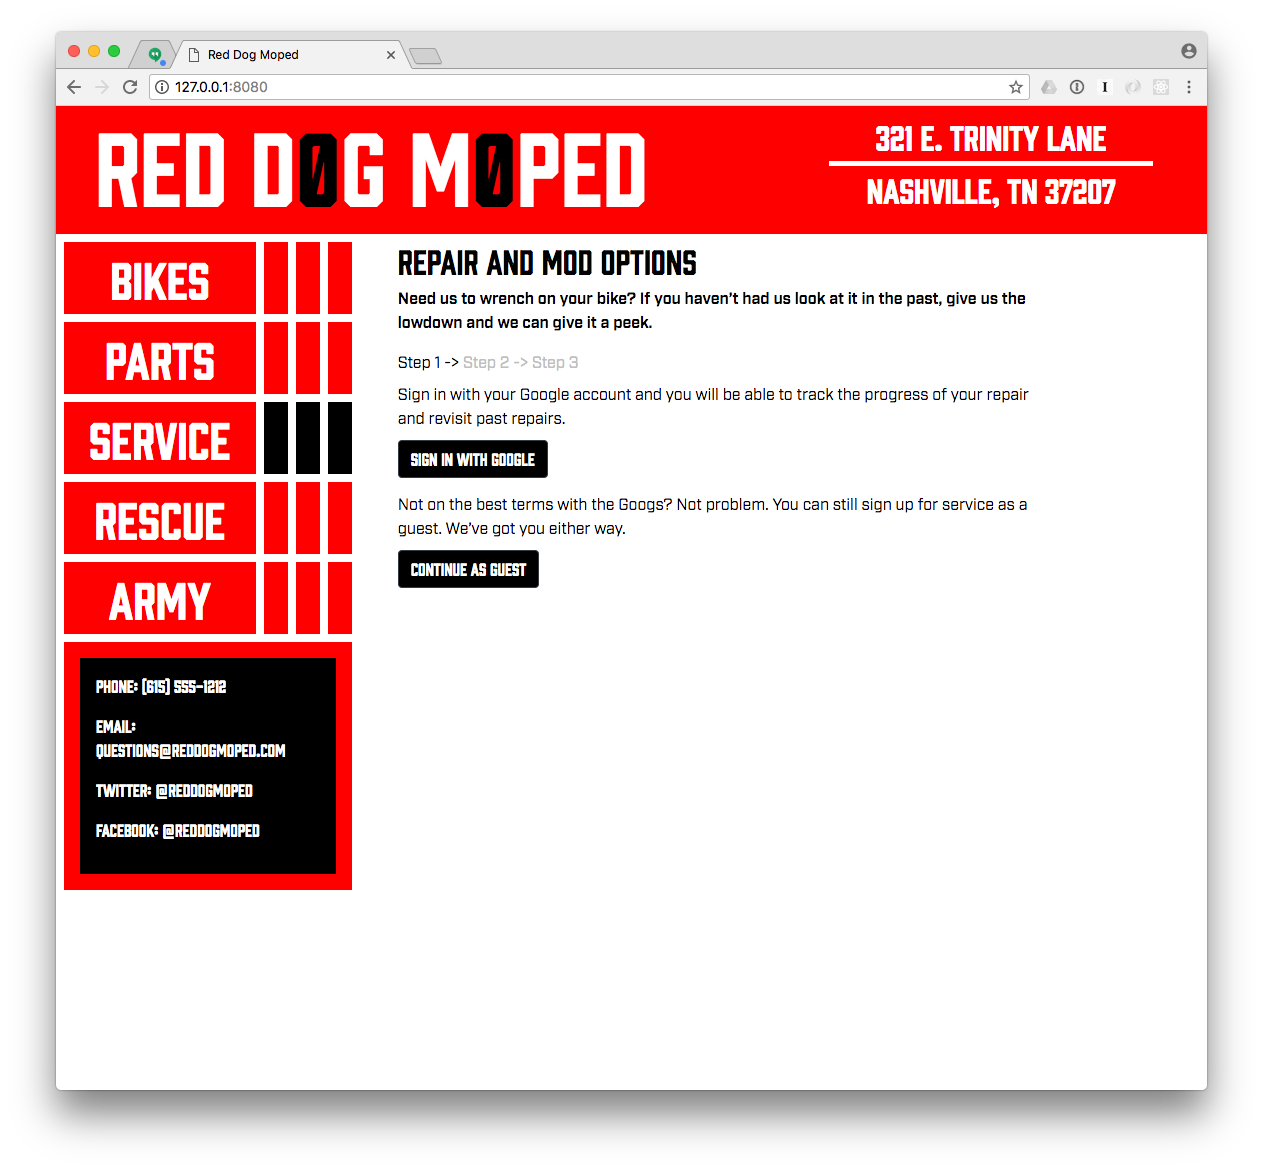 Red Dog Moped
127.0.0.1:8080
RED D0G M0PED
321 E. TRINITY LANE
NASHVILLE, TN 37207
BIKES
PARTS
SERVICE
RESCUE
ARMY
PHONE: (615) 555-1212
EMAIL:
QUESTIONS@REDDOGMOPED.COM
TWITTER: @REDDOGMOPED
FACEBOOK: @REDDOGMOPED
REPAIR AND MOD OPTIONS
Need us to wrench on your bike? If you haven't had us look at it in the past, give us the
lowdown and we can give it a peek.
Step 1 -> Step 2 -> Step 3
Sign in with your Google account and you will be able to track the progress of your repair
and revisit past repairs.
SIGN IN WITH GOOGLE
Not on the best terms with the Googs? Not problem. You can still sign up for service as a
guest. We've got you either way.
CONTINUE AS GUEST